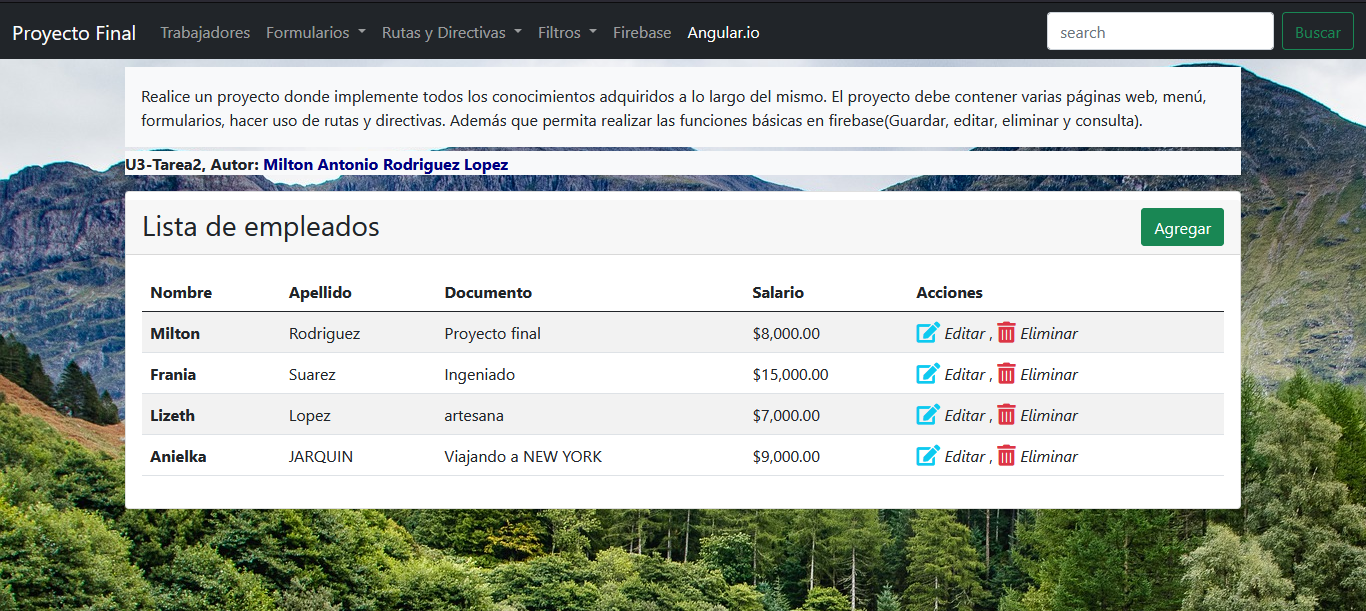 Proyecto Final Trabajadores Formularios Rutas y Directivas Filtros Firebase Angular.io search Buscar
Realice un proyecto donde implemente todos los conocimientos adquiridos a lo largo del mismo. El proyecto debe contener varias páginas web, menú,
formularios, hacer uso de rutas y directivas. Además que permita realizar las funciones básicas en firebase(Guardar, editar, eliminar y consulta).
U3-Tarea2, Autor: Milton Antonio Rodriguez Lopez
Lista de empleados Agregar
Nombre Apellido Documento Salario Acciones
Milton Rodriguez Proyecto final $8,000.00 Editar , Eliminar
Frania Suarez Ingeniado $15,000.00 Editar , Eliminar
Lizeth Lopez artesana $7,000.00 Editar , Eliminar
Anielka JARQUIN Viajando a NEW YORK $9,000.00 Editar , Eliminar